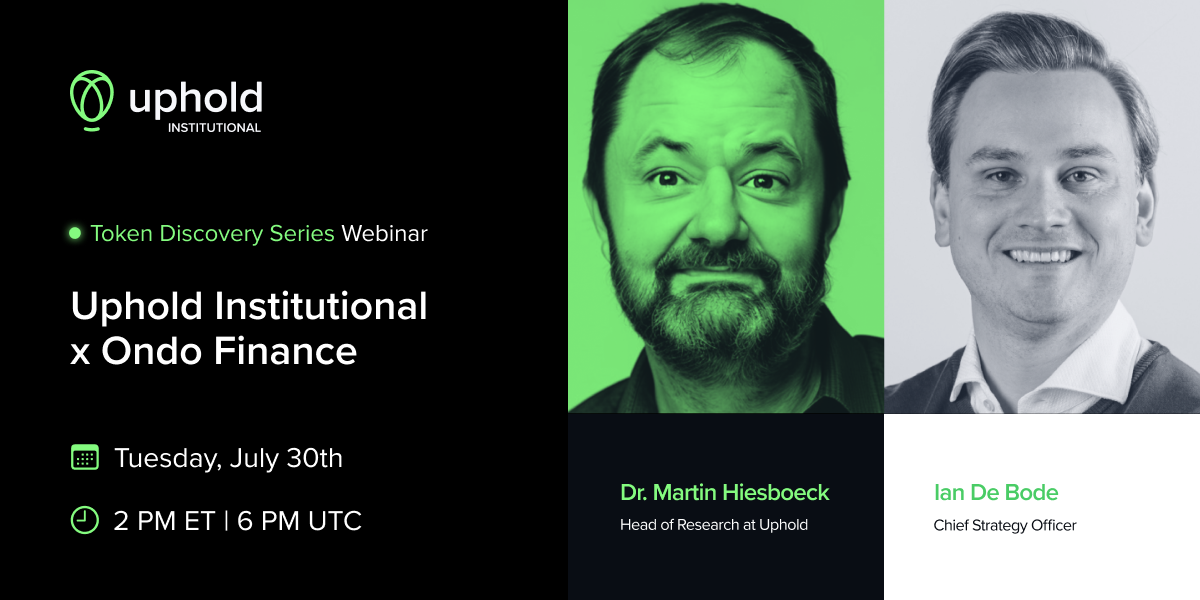 uphold
INSTITUTIONAL
Token Discovery Series Webinar
Uphold Institutional
x Ondo Finance
Tuesday, July 30th
2 PM ET | 6 PM UTC
Dr. Martin Hiesboeck
Head of Research at Uphold
Ian De Bode
Chief Strategy Officer